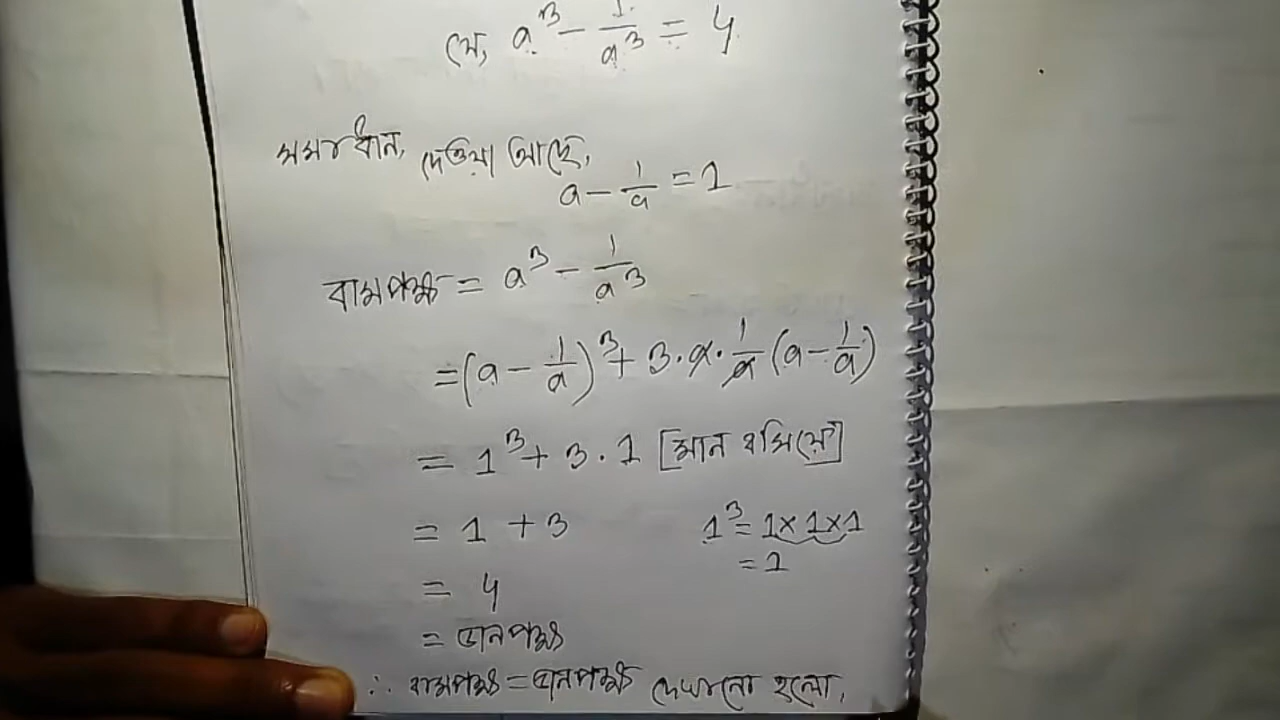 যে, a³ - 1/a³ = 4
সমাধান, দেওয়া আছে,
a - 1/a = 1
বামপক্ষ = a³ - 1/a³
= (a - 1/a)³ + 3·a·1/a (a - 1/a)
= 1³ + 3·1 [মান বসিয়ে]
= 1 + 3 1³ = 1×1×1
= 1
= 4
= ডানপক্ষ
∴ বামপক্ষ = ডানপক্ষ দেখানো হলো,